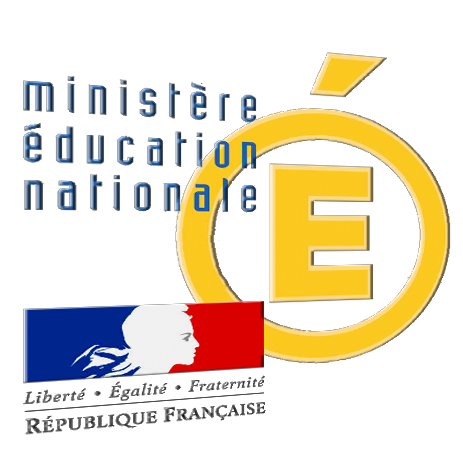 ministère
éducation
nationale
É
Liberté • Égalité • Fraternité
RÉPUBLIQUE FRANÇAISE